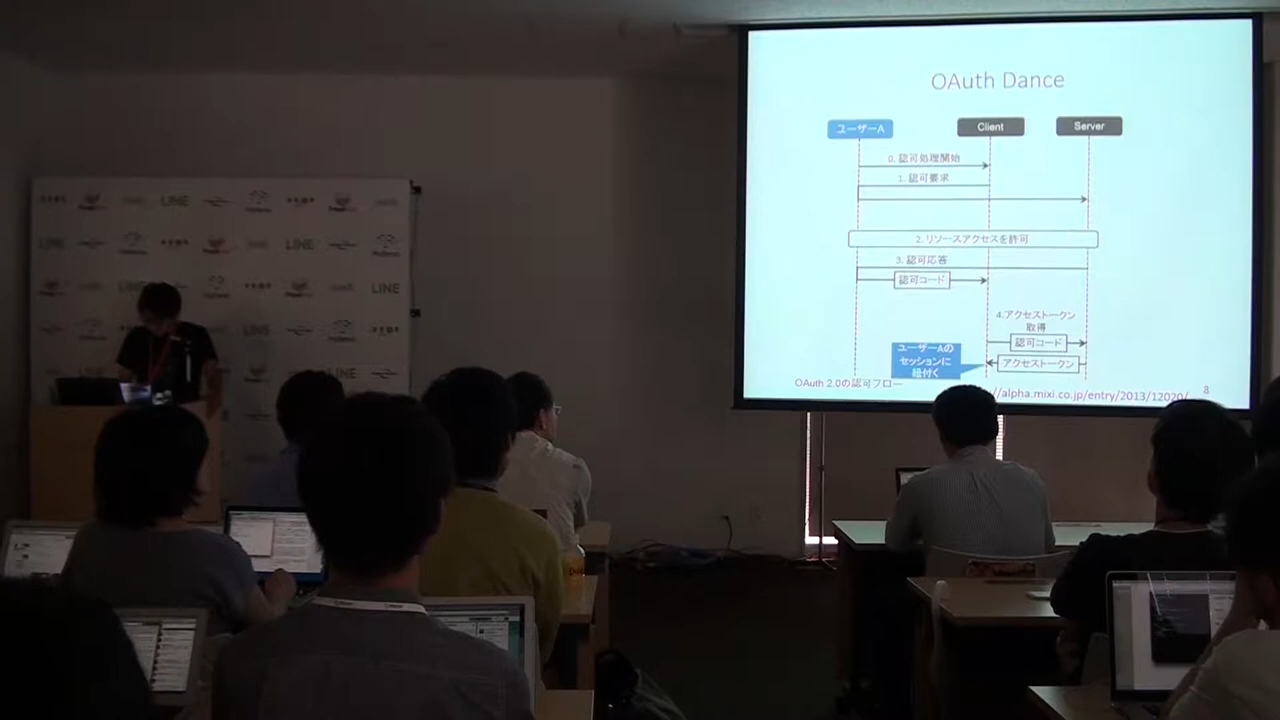 OAuth Dance
ユーザーA
Client
Server
0. 認可処理開始
1. 認可要求
2. リソースアクセスを許可
3. 認可応答
認可コード
4.アクセストークン
取得
認可コード
アクセストークン
ユーザーAの
セッションに
紐付く
OAuth 2.0の認可フロー
//alpha.mixi.co.jp/entry/2013/12020/
8
LINE
LINE
LINE
LINE
LINE
LINE